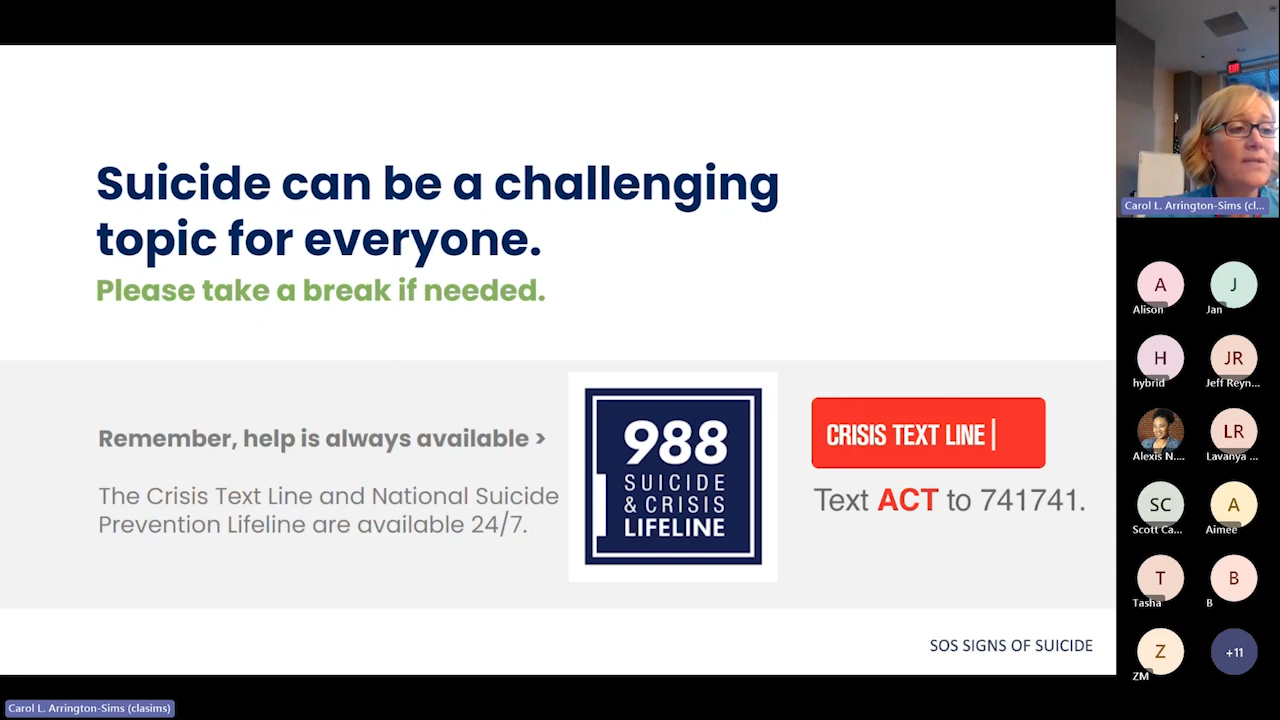 Suicide can be a challenging
topic for everyone.
Please take a break if needed.
Remember, help is always available >
The Crisis Text Line and National Suicide
Prevention Lifeline are available 24/7.
988
SUICIDE
& CRISIS
LIFELINE
CRISIS TEXT LINE |
Text ACT to 741741.
SOS SIGNS OF SUICIDE
EXIT
Carol L. Arrington-Sims (cl...
A
Alison
J
Jan
H
hybrid
JR
Jeff Reyn...
Alexis N....
LR
Lavanya ...
SC
Scott Ca...
A
Aimee
T
Tasha
B
B
Z
ZM
+11
Carol L. Arrington-Sims (clasims)